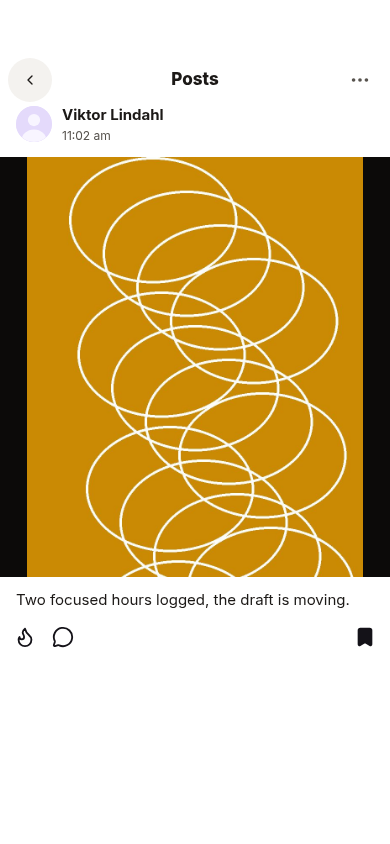 Posts
Viktor Lindahl
11:02 am
Two focused hours logged, the draft is moving.